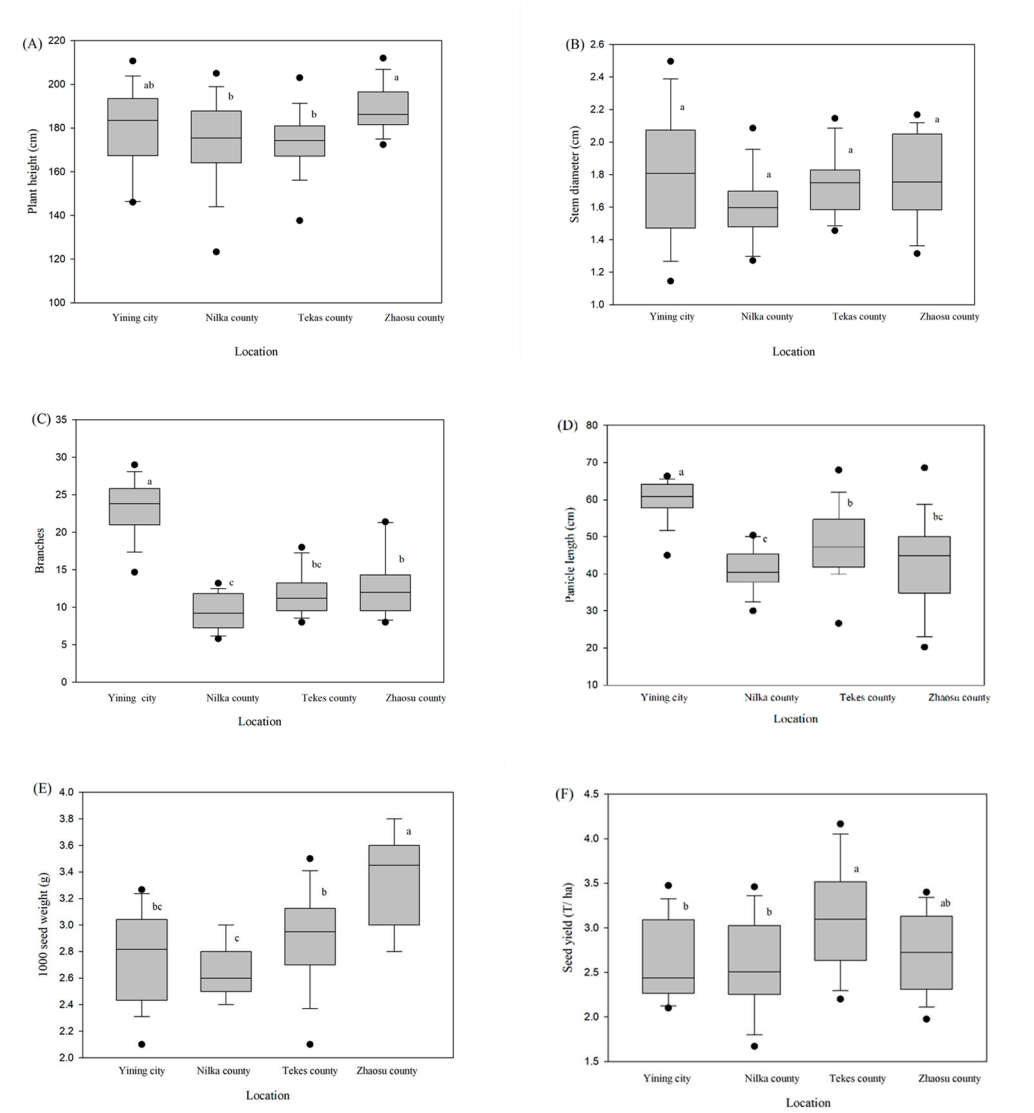 (A)
Plant height (cm)
220
200
180
160
140
120
100
ab
b
b
a
Yining city
Nilka county
Tekas county
Zhaosu county
Location
(B)
Stem diameter (cm)
2.6
2.4
2.2
2.0
1.8
1.6
1.4
1.2
1.0
a
a
a
a
Yining city
Nilka county
Tekas county
Zhaosu county
Location
(C)
Branches
35
30
25
20
15
10
5
0
a
c
bc
b
Yining city
Nilka county
Tekes county
Zhaosu county
Location
(D)
Panicle length (cm)
80
70
60
50
40
30
20
10
a
c
b
bc
Yining city
Nilka county
Tekes county
Zhaosu county
Location
(E)
1000 seed weight (g)
4.0
3.8
3.6
3.4
3.2
3.0
2.8
2.6
2.4
2.2
2.0
bc
c
b
a
Yining city
Nilka county
Tekes county
Zhaosu county
Location
(F)
Seed yield (T/ ha)
4.5
4.0
3.5
3.0
2.5
2.0
1.5
b
b
a
ab
Yining city
Nilka county
Tekes county
Zhaosu county
Location